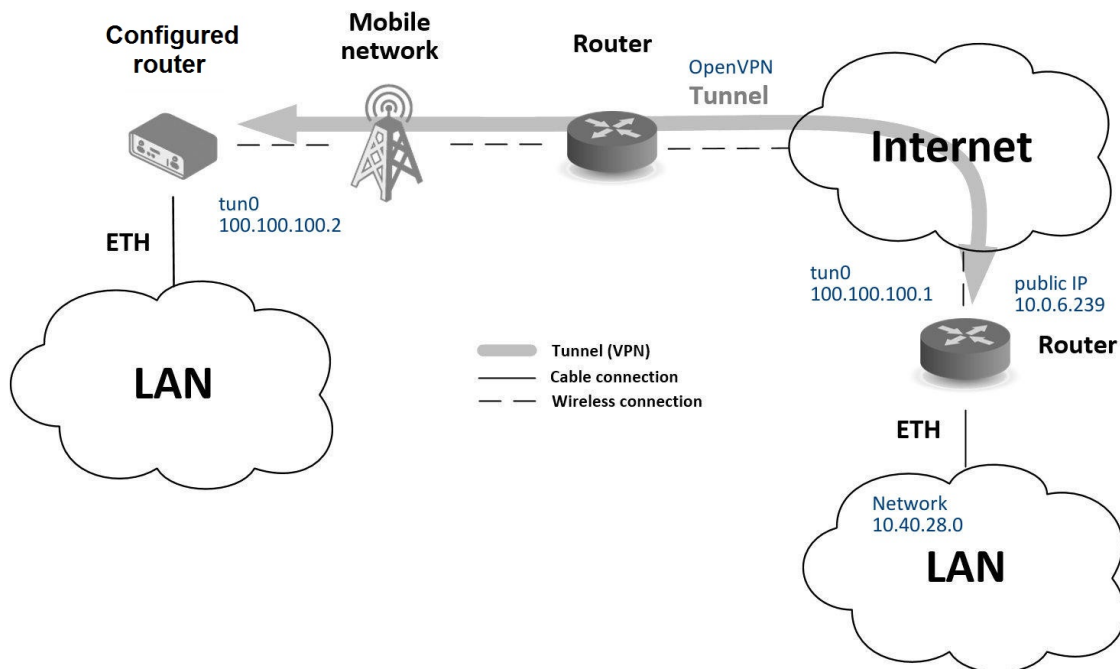 Configured
router
Mobile
network
Router
OpenVPN
Tunnel
Internet
tun0
100.100.100.2
ETH
LAN
tun0
100.100.100.1
public IP
10.0.6.239
Router
Tunnel (VPN)
Cable connection
Wireless connection
ETH
Network
10.40.28.0
LAN